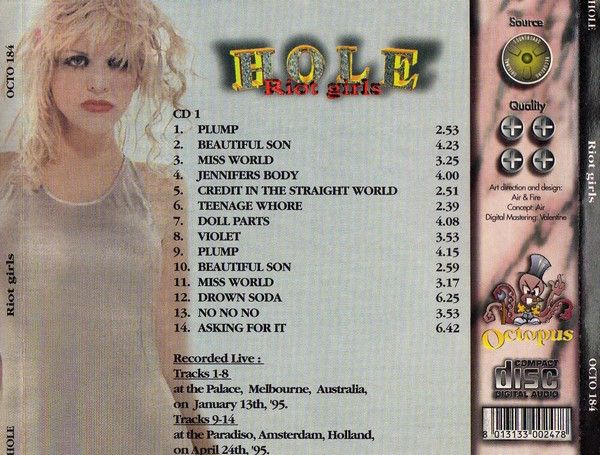 OCTO 184
Riot girls
HOLE
HOLE
Riot girls
CD 1
1. PLUMP 2.53
2. BEAUTIFUL SON 4.23
3. MISS WORLD 3.25
4. JENNIFERS BODY 4.00
5. CREDIT IN THE STRAIGHT WORLD 2.51
6. TEENAGE WHORE 2.39
7. DOLL PARTS 4.08
8. VIOLET 3.53
9. PLUMP 4.15
10. BEAUTIFUL SON 2.59
11. MISS WORLD 3.17
12. DROWN SODA 6.25
13. NO NO NO 3.53
14. ASKING FOR IT 6.42
Recorded Live :
Tracks 1-8
at the Palace, Melbourne, Australia,
on January 13th, '95.
Tracks 9-14
at the Paradiso, Amsterdam, Holland,
on April 24th, '95.
Source
SOUNDBOARD
Quality
Art direction and design:
Air & Fire
Concept: Air
Digital Mastering: Valentine
Octopus
COMPACT
disc
DIGITAL AUDIO
8 013133 002478
HOLE
Riot girls
OCTO 184